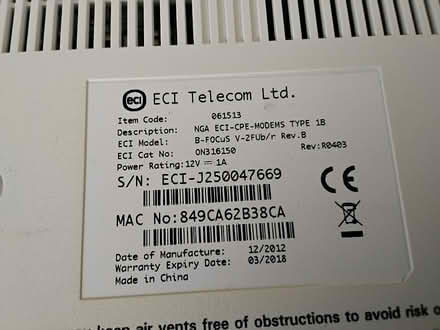 eci ECI Telecom Ltd.
Item Code: 061513
Description: NGA ECI-CPE-MODEMS TYPE 1B
ECI Model: B-FOCuS V-2FUb/r Rev.B
ECI Cat No: ON316150 Rev:R0403
Power Rating:12V ⎓ 1A
S/N: ECI-J250047669
CE
MAC No:849CA62B38CA
Date of Manufacture: 12/2012
Warranty Expiry Date: 03/2018
Made in China
keep air vents free of obstructions to avoid risk